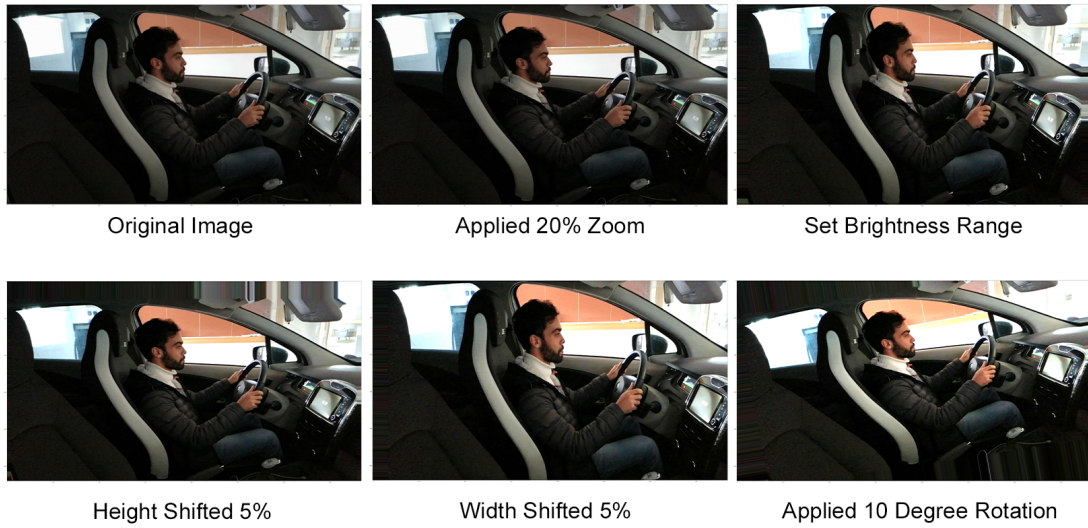 Original Image
Applied 20% Zoom
Set Brightness Range
Height Shifted 5%
Width Shifted 5%
Applied 10 Degree Rotation